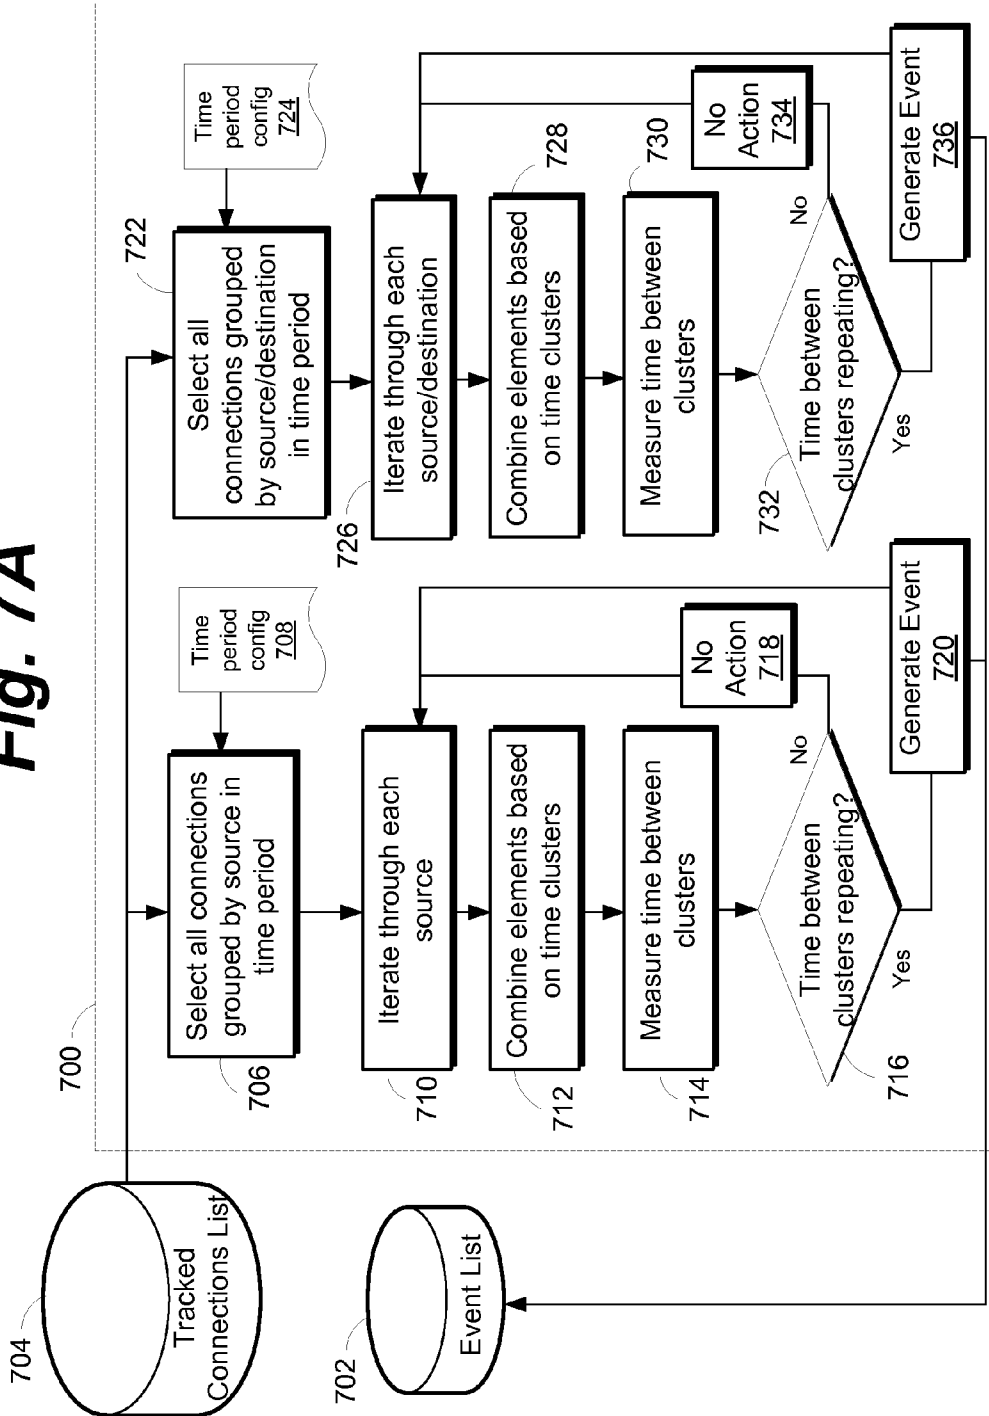 Fig. 7A
700
704
Tracked
Connections List
702
Event List
706
Select all connections
grouped by source in
time period
Time
period
config
708
710
Iterate through each
source
712
Combine elements based
on time clusters
714
Measure time between
clusters
716
Time between
clusters repeating?
No
Yes
No
Action
718
Generate Event
720
722
Select all
connections grouped
by source/destination
in time period
Time
period
config
724
726
Iterate through each
source/destination
728
Combine elements based
on time clusters
730
Measure time between
clusters
732
Time between
clusters repeating?
No
Yes
No
Action
734
Generate Event
736